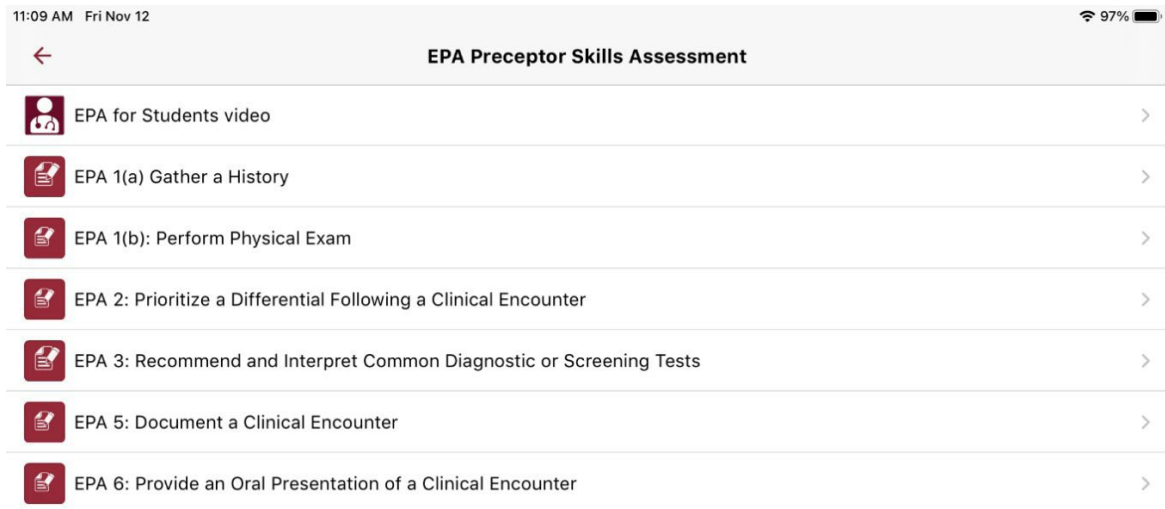 11:09 AM Fri Nov 12 97%
EPA Preceptor Skills Assessment
EPA for Students video
EPA 1(a) Gather a History
EPA 1(b): Perform Physical Exam
EPA 2: Prioritize a Differential Following a Clinical Encounter
EPA 3: Recommend and Interpret Common Diagnostic or Screening Tests
EPA 5: Document a Clinical Encounter
EPA 6: Provide an Oral Presentation of a Clinical Encounter